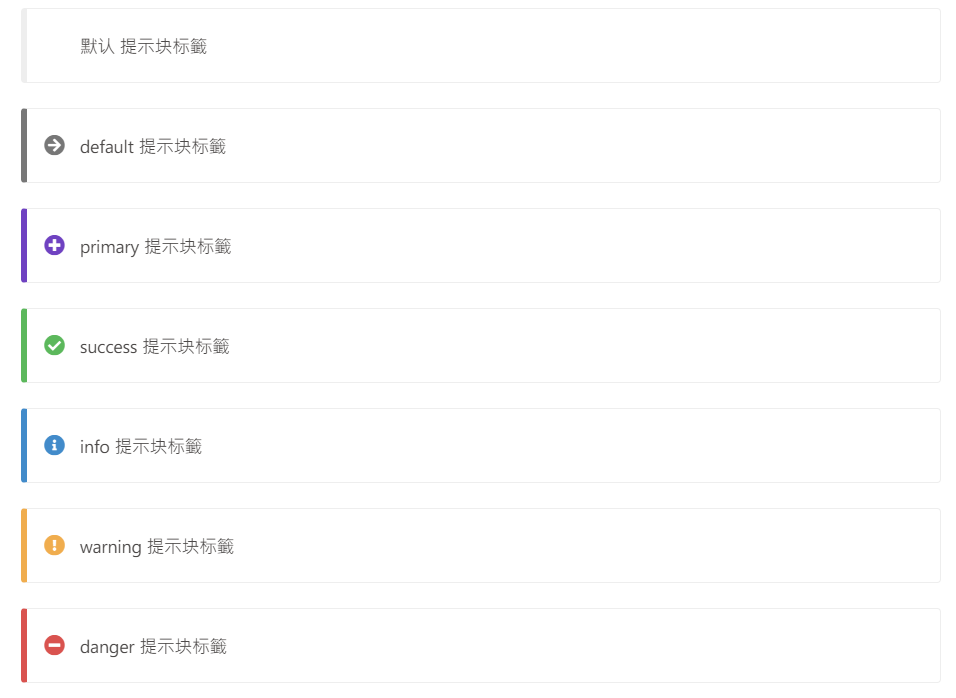 默认 提示块标籤
default 提示块标籤
primary 提示块标籤
success 提示块标籤
info 提示块标籤
warning 提示块标籤
danger 提示块标籤